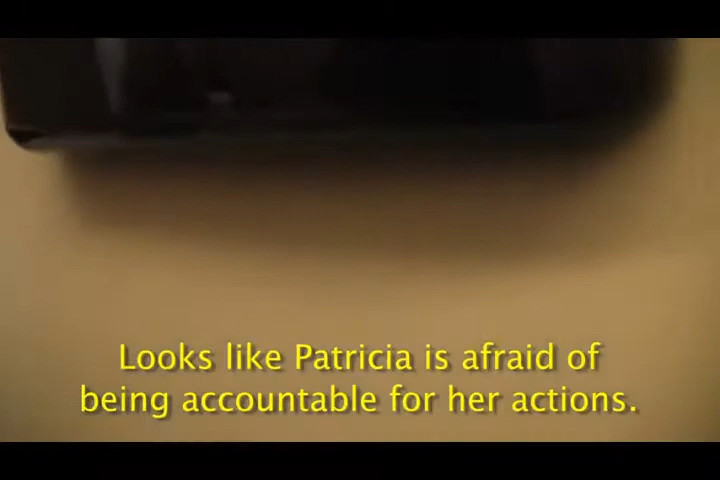 Looks like Patricia is afraid of
being accountable for her actions.